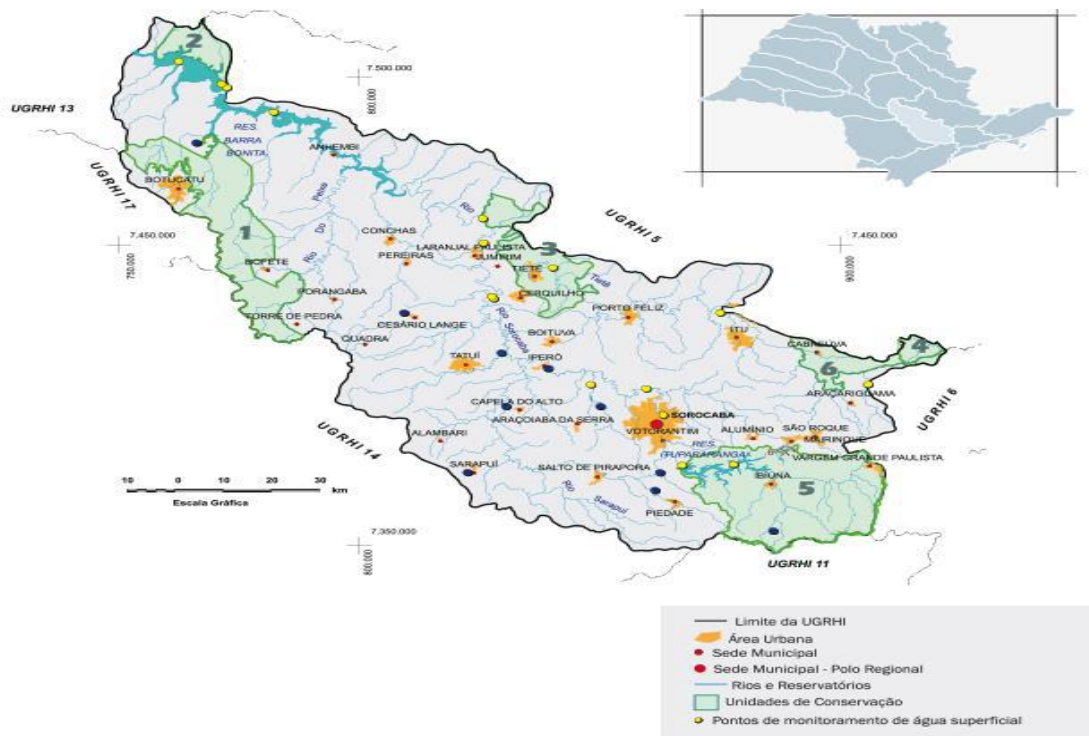 2
7.500.000
800.000
UGRHI 13
RES.
BARRA
BONITA
ANHEMBI
UGRHI 17
BOTUCATU
Rio Do Peixe
Rio
UGRHI 5
7.450.000
750.000
1
CONCHAS
LARANJAL PAULISTA
JUMIRIM
3
7.450.000
900.000
PEREIRAS
TIETÊ
Tietê
BOFETE
CERQUILHO
PORANGABA
PORTO FELIZ
TORRE DE PEDRA
CESÁRIO LANGE
Rio Sorocaba
BOITUVA
ITU
4
QUADRA
CABREÚVA
6
TATUÍ
IPERÓ
ARAÇARIGUAMA
UGRHI 6
CAPELA DO ALTO
SOROCABA
ARAÇOIABA DA SERRA
VOTORANTIM
ALUMÍNIO
SÃO ROQUE
MAIRINQUE
ALAMBARI
UGRHI 14
RES.
ITUPARARANGA
VARGEM GRANDE PAULISTA
SARAPUÍ
SALTO DE PIRAPORA
IBIÚNA
5
10 0 10 20 30 km
Escala Gráfica
Rio Sarapuí
PIEDADE
7.350.000
800.000
UGRHI 11
Limite da UGRHI
Área Urbana
Sede Municipal
Sede Municipal - Polo Regional
Rios e Reservatórios
Unidades de Conservação
Pontos de monitoramento de água superficial